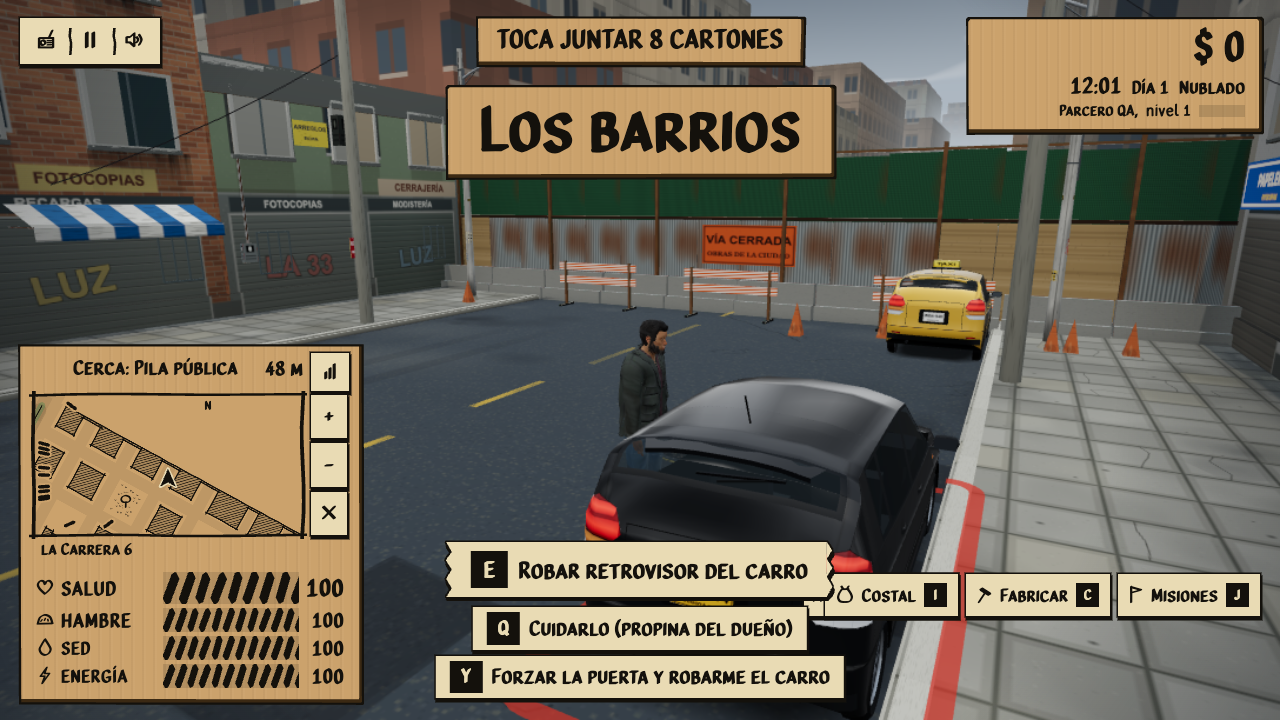 TOCA JUNTAR 8 CARTONES
LOS BARRIOS
$ 0
12:01 DÍA 1 NUBLADO
PARCERO QA, nivel 1
FOTOCOPIAS
RECARGAS
LUZ
ARREGLOS
FOTOCOPIAS
LA 33
CERRAJERÍA
MODISTERÍA
LUZ
VÍA CERRADA
OBRAS DE LA CIUDAD
CERCA: PILA PÚBLICA 48 M
N
+
-
LA CARRERA 6
SALUD 100
HAMBRE 100
SED 100
ENERGÍA 100
E ROBAR RETROVISOR DEL CARRO
Q CUIDARLO (PROPINA DEL DUEÑO)
Y FORZAR LA PUERTA Y ROBARME EL CARRO
COSTAL I
FABRICAR C
MISIONES J